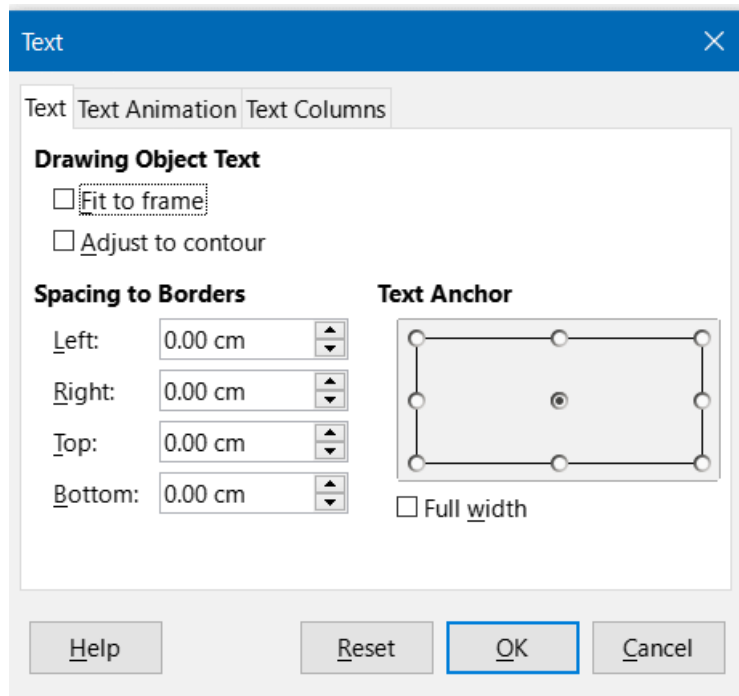 Text
Text Text Animation Text Columns
Drawing Object Text
Fit to frame
Adjust to contour
Spacing to Borders
Left: 0.00 cm
Right: 0.00 cm
Top: 0.00 cm
Bottom: 0.00 cm
Text Anchor
Full width
Help Reset OK Cancel